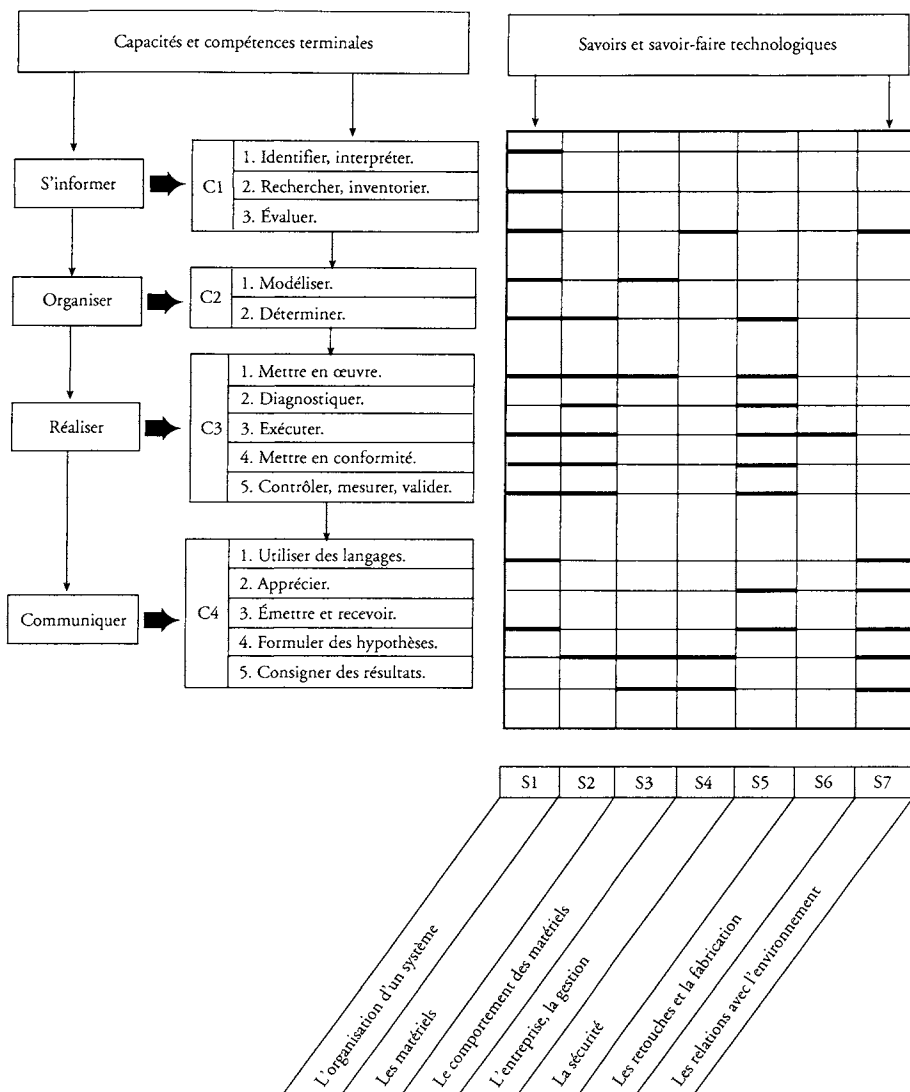 Capacités et compétences terminales
Savoirs et savoir-faire technologiques
S'informer
C1
1. Identifier, interpréter.
2. Rechercher, inventorier.
3. Évaluer.
Organiser
C2
1. Modéliser.
2. Déterminer.
Réaliser
C3
1. Mettre en œuvre.
2. Diagnostiquer.
3. Exécuter.
4. Mettre en conformité.
5. Contrôler, mesurer, valider.
Communiquer
C4
1. Utiliser des langages.
2. Apprécier.
3. Émettre et recevoir.
4. Formuler des hypothèses.
5. Consigner des résultats.
S1 S2 S3 S4 S5 S6 S7
L'organisation d'un système
Les matériels
Le comportement des matériels
L'entreprise, la gestion
La sécurité
Les retouches et la fabrication
Les relations avec l'environnement